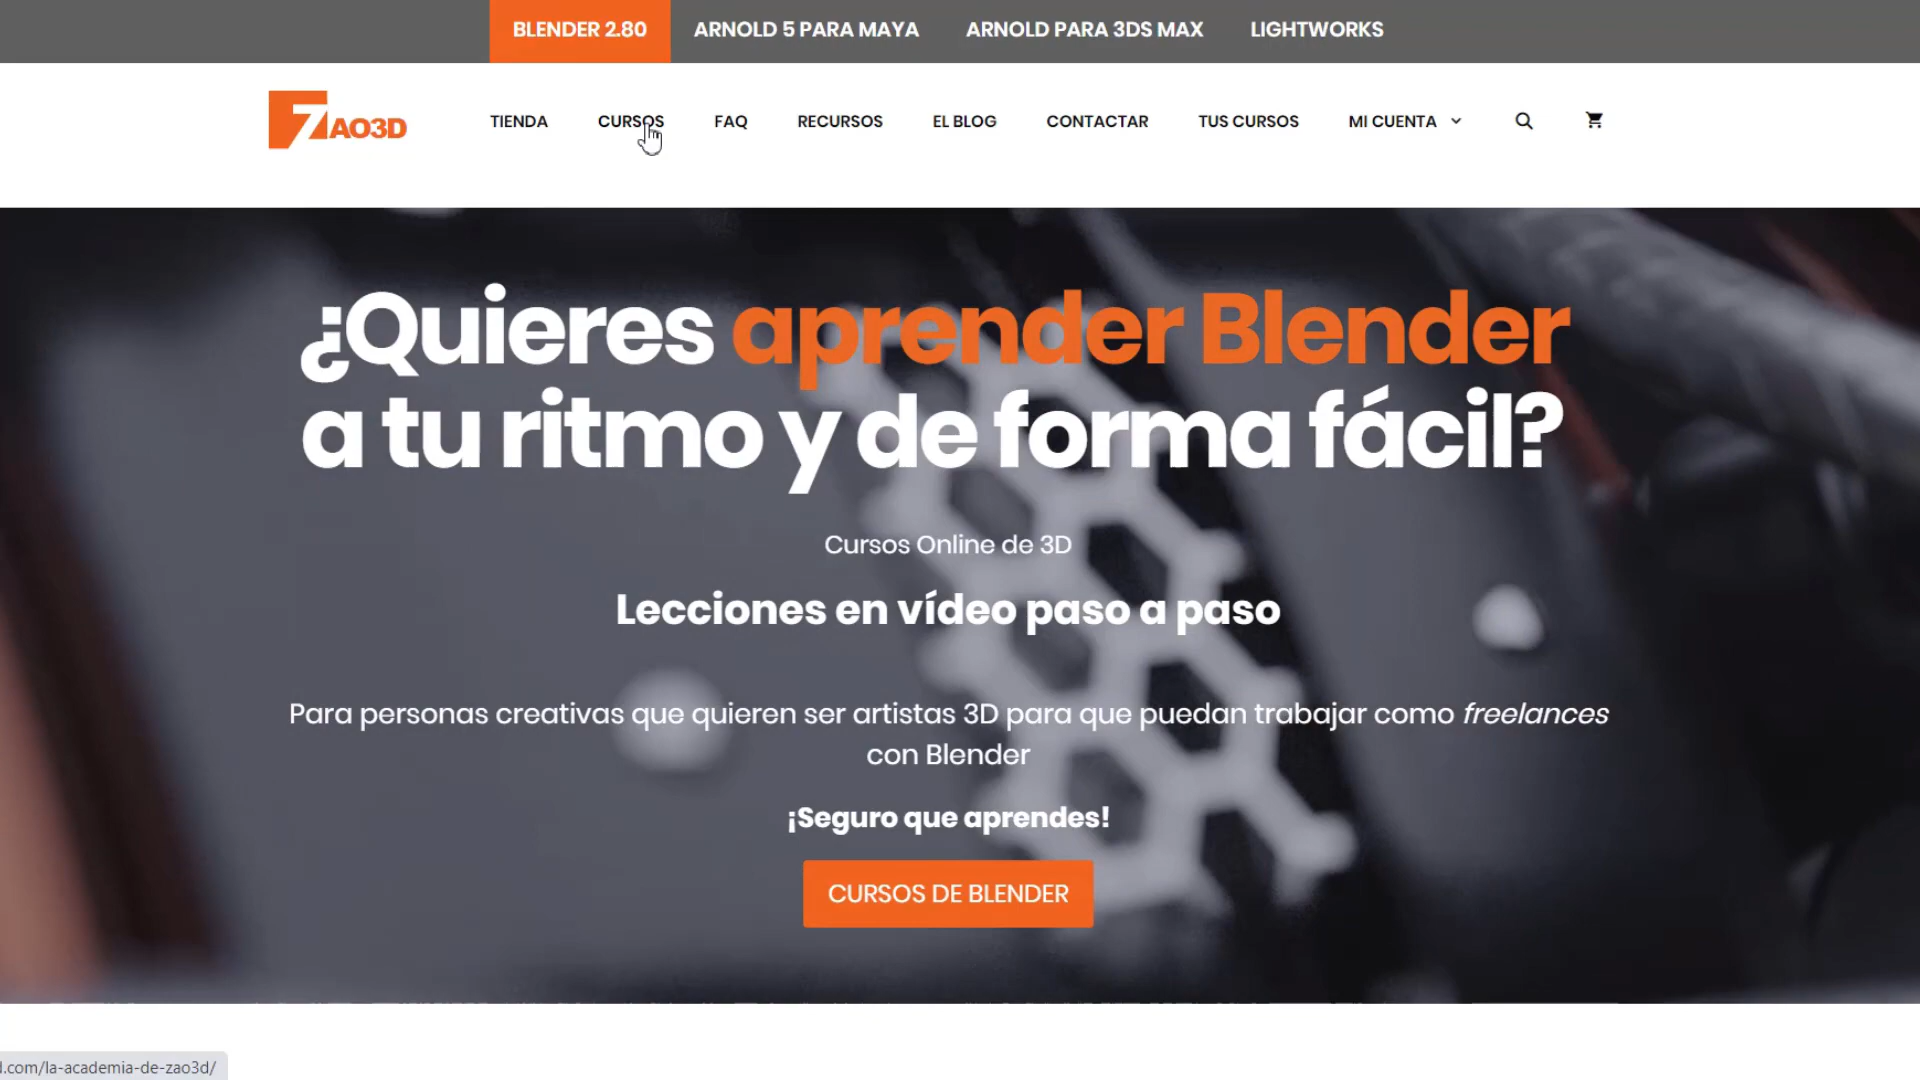 BLENDER 2.80 ARNOLD 5 PARA MAYA ARNOLD PARA 3DS MAX LIGHTWORKS
ZAO3D TIENDA CURSOS FAQ RECURSOS EL BLOG CONTACTAR TUS CURSOS MI CUENTA
¿Quieres aprender Blender
a tu ritmo y de forma fácil?
Cursos Online de 3D
Lecciones en vídeo paso a paso
Para personas creativas que quieren ser artistas 3D para que puedan trabajar como freelances
con Blender
¡Seguro que aprendes!
CURSOS DE BLENDER
d.com/la-academia-de-zao3d/